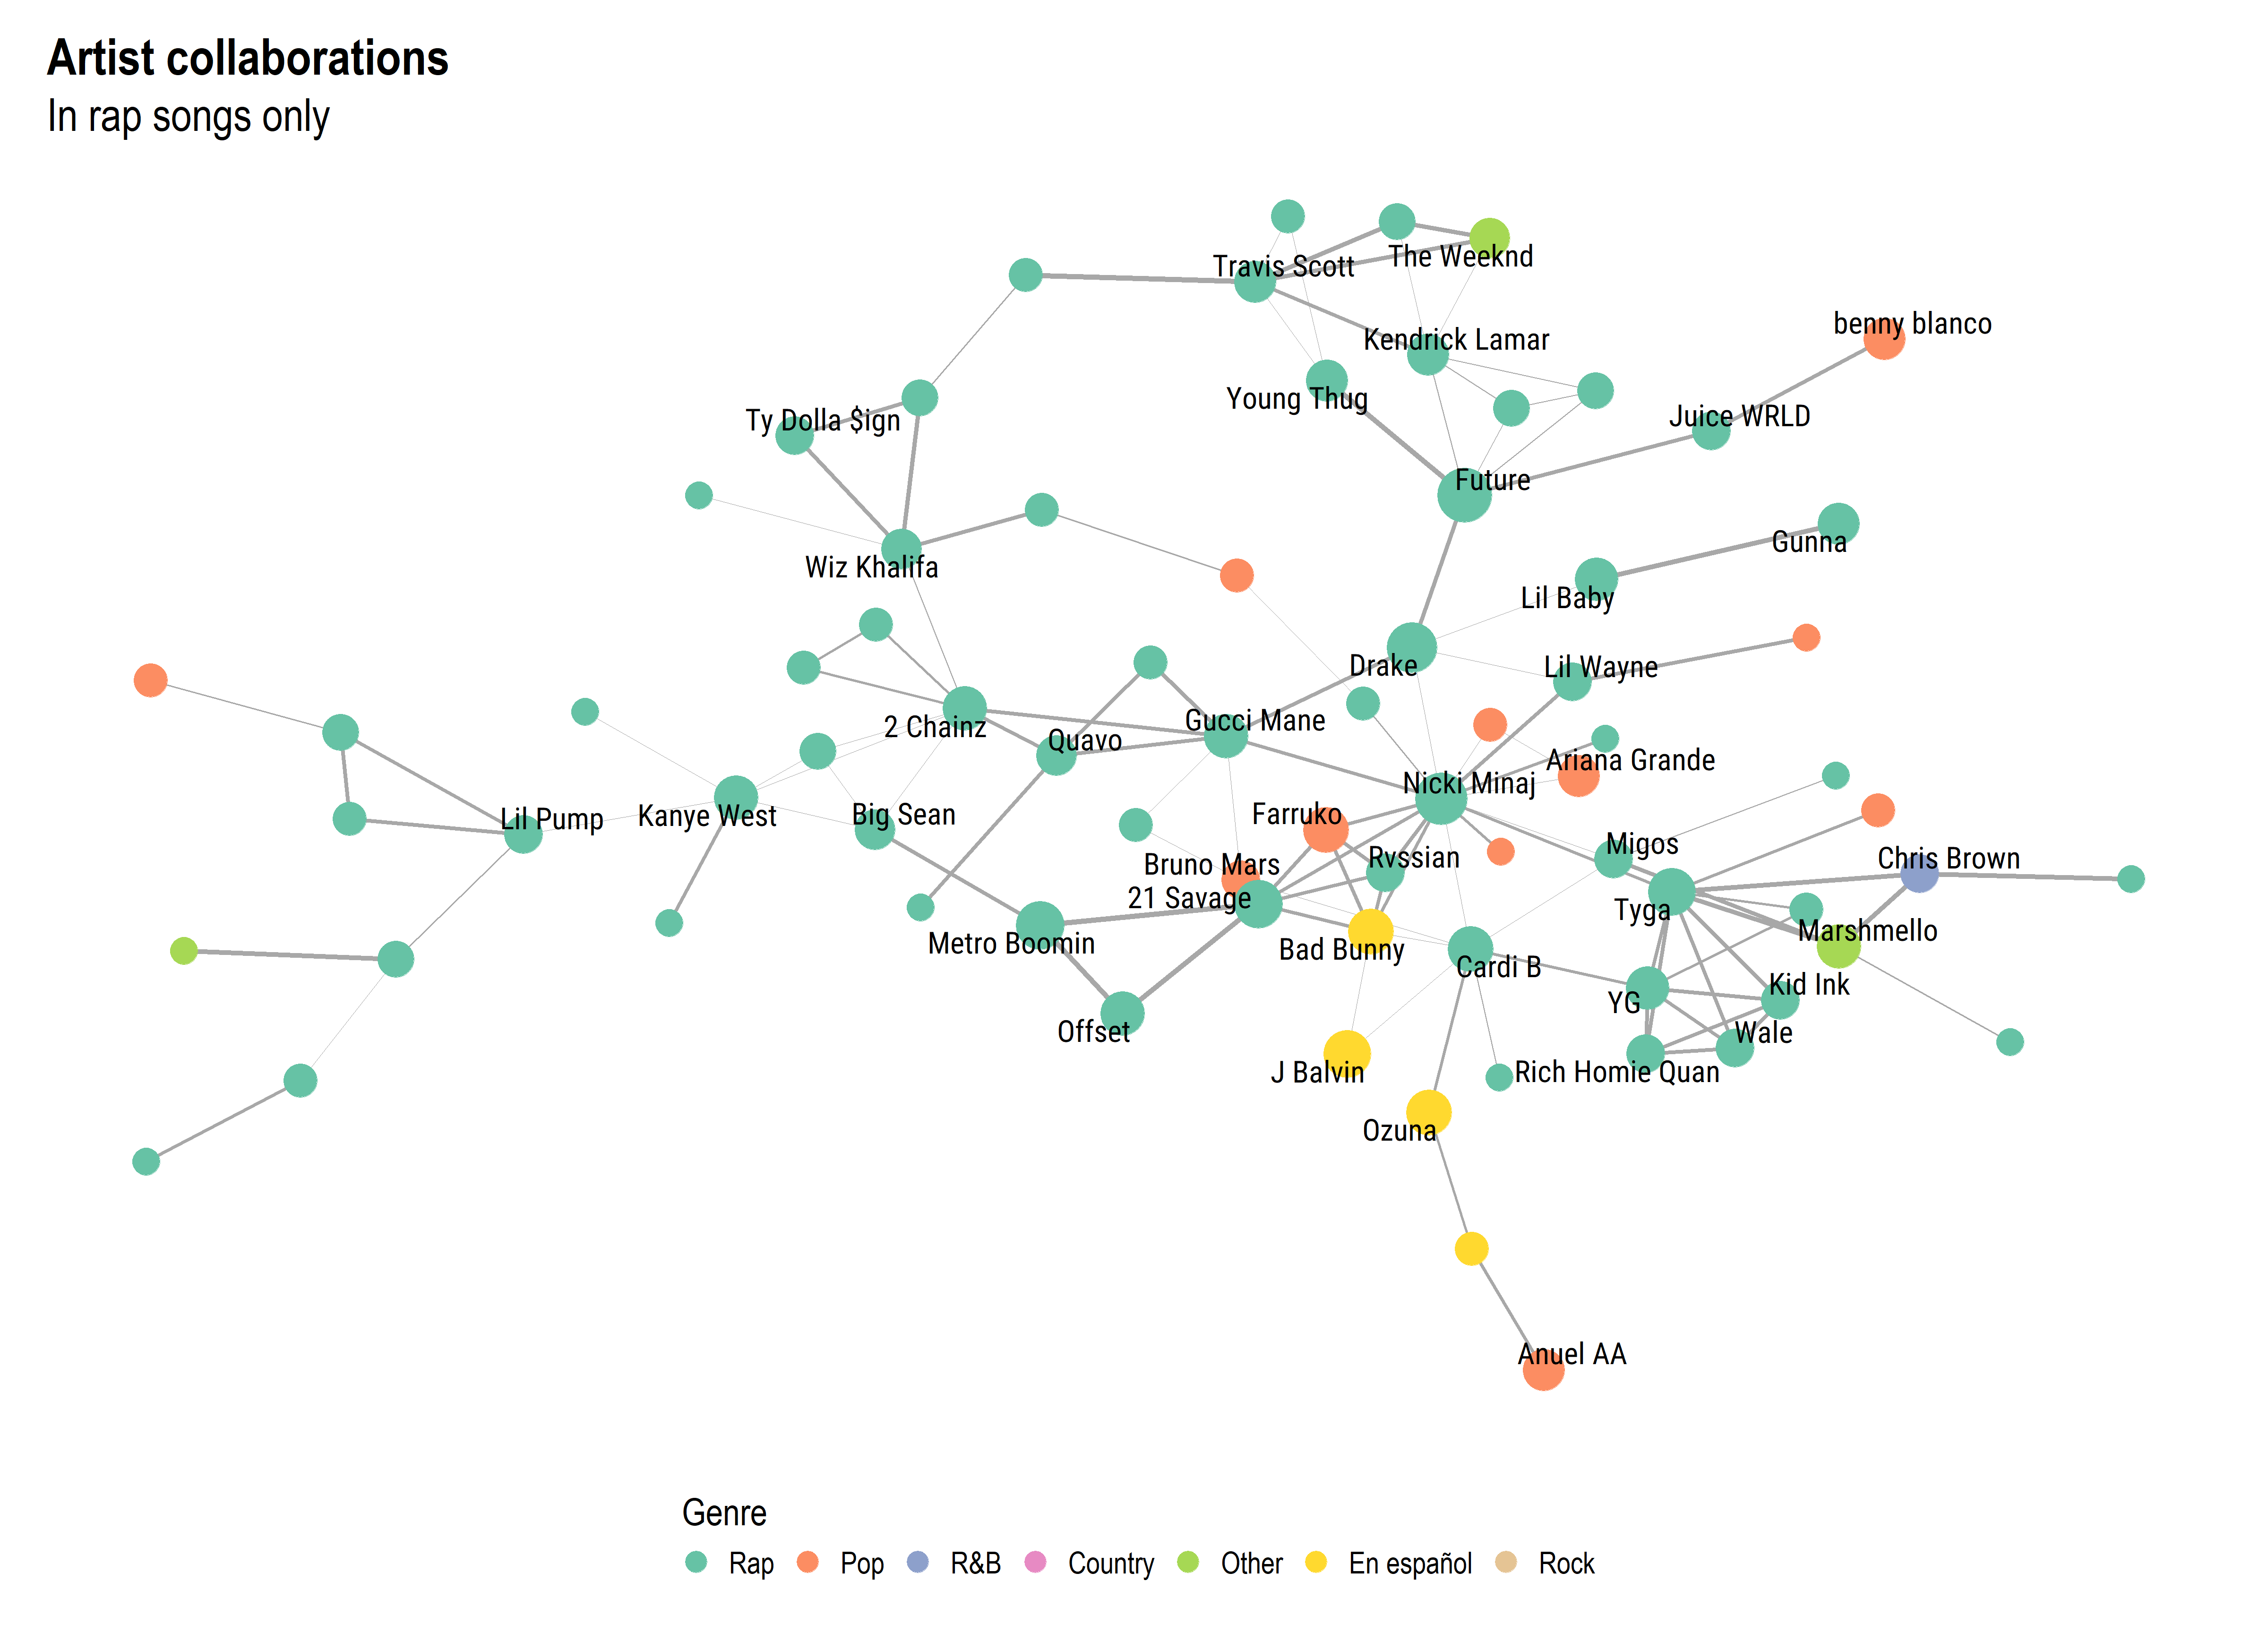 Artist collaborations
In rap songs only
Travis Scott
The Weeknd
benny blanco
Kendrick Lamar
Young Thug
Juice WRLD
Ty Dolla $ign
Future
Gunna
Wiz Khalifa
Lil Baby
Drake
Lil Wayne
2 Chainz
Quavo
Gucci Mane
Ariana Grande
Nicki Minaj
Lil Pump
Kanye West
Big Sean
Farruko
Migos
Bruno Mars
Rvssian
Chris Brown
21 Savage
Tyga
Metro Boomin
Bad Bunny
Marshmello
Cardi B
Kid Ink
YG
Offset
Wale
J Balvin
Rich Homie Quan
Ozuna
Anuel AA
Genre
Rap Pop R&B Country Other En español Rock